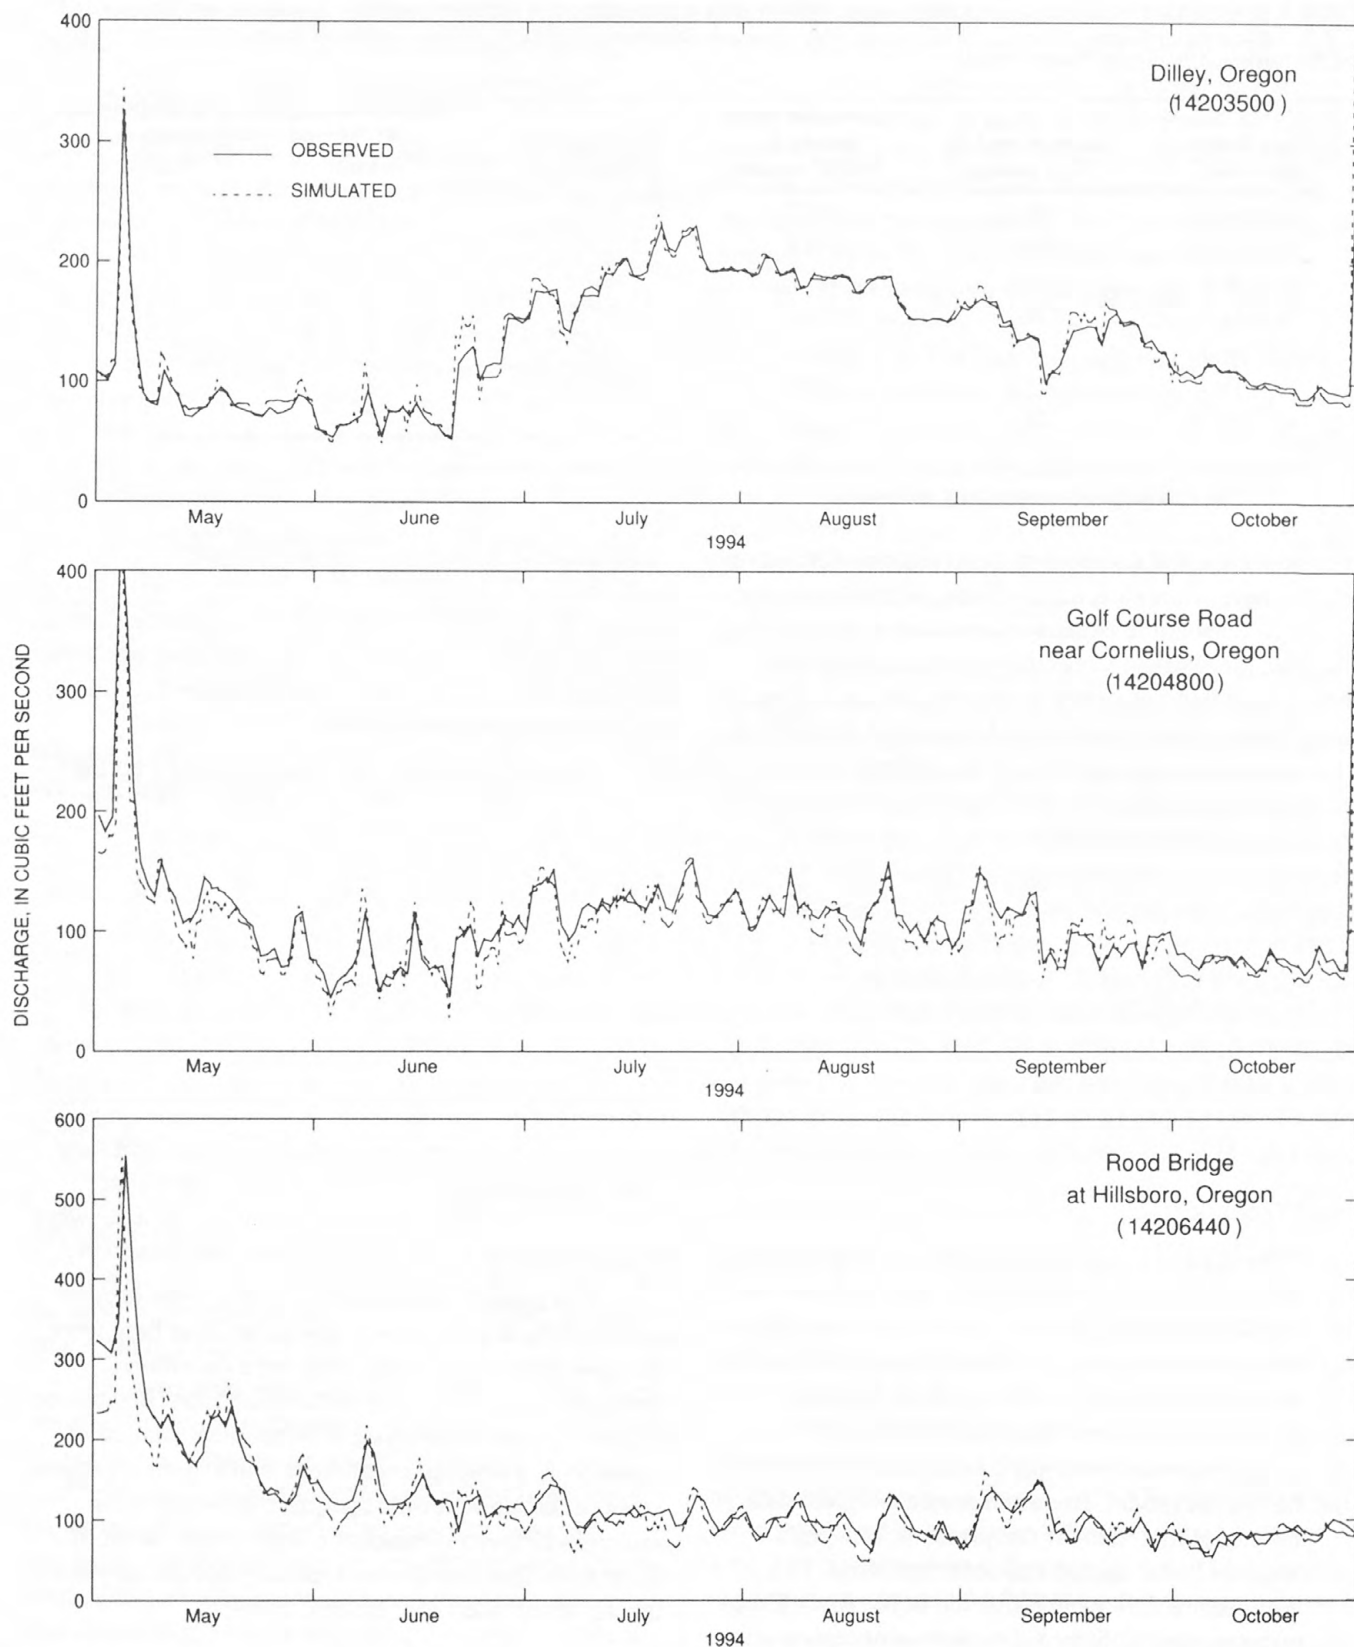 400
Dilley, Oregon
(14203500)
300
OBSERVED
SIMULATED
200
100
0
May June July August September October
1994
DISCHARGE, IN CUBIC FEET PER SECOND
400
Golf Course Road
near Cornelius, Oregon
(14204800)
300
200
100
0
May June July August September October
1994
600
Rood Bridge
at Hillsboro, Oregon
(14206440)
500
400
300
200
100
0
May June July August September October
1994